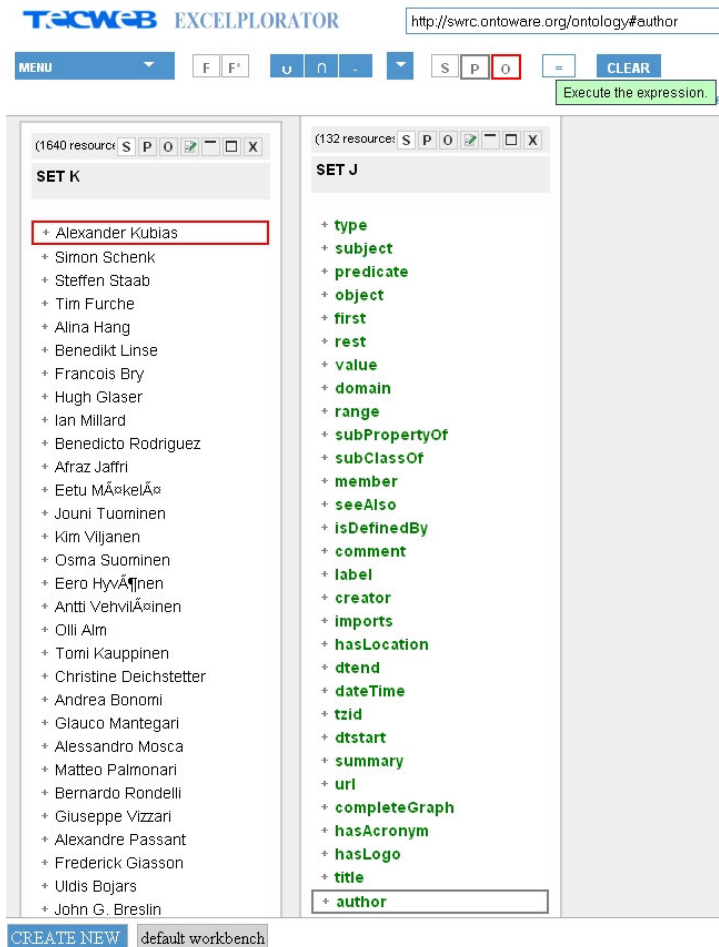 TECWEB EXCELPLORATOR http://swrc.ontoware.org/ontology#author
MENU F F⁺ ∪ ∩ - S P O = CLEAR
Execute the expression.
(1640 resource S P O X
SET K
+ Alexander Kubias
+ Simon Schenk
+ Steffen Staab
+ Tim Furche
+ Alina Hang
+ Benedikt Linse
+ Francois Bry
+ Hugh Glaser
+ Ian Millard
+ Benedicto Rodriguez
+ Afraz Jaffri
+ Eetu MÃ¤kelÃ¤
+ Jouni Tuominen
+ Kim Viljanen
+ Osma Suominen
+ Eero HyvÃ¶nen
+ Antti VehvilÃ¤inen
+ Olli Alm
+ Tomi Kauppinen
+ Christine Deichstetter
+ Andrea Bonomi
+ Glauco Mantegari
+ Alessandro Mosca
+ Matteo Palmonari
+ Bernardo Rondelli
+ Giuseppe Vizzari
+ Alexandre Passant
+ Frederick Giasson
+ Uldis Bojars
+ John G. Breslin
(132 resource: S P O X
SET J
+ type
+ subject
+ predicate
+ object
+ first
+ rest
+ value
+ domain
+ range
+ subPropertyOf
+ subClassOf
+ member
+ seeAlso
+ isDefinedBy
+ comment
+ label
+ creator
+ imports
+ hasLocation
+ dtend
+ dateTime
+ tzid
+ dtstart
+ summary
+ url
+ completeGraph
+ hasAcronym
+ hasLogo
+ title
+ author
CREATE NEW default workbench